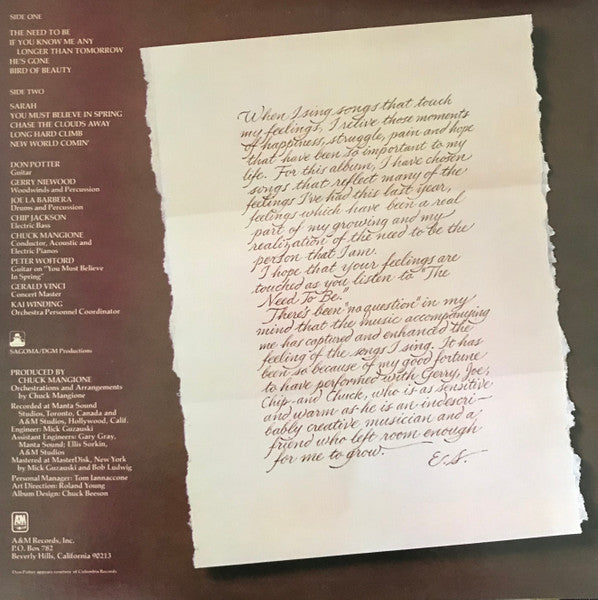 SIDE ONE
THE NEED TO BE
IF YOU KNOW ME ANY
LONGER THAN TOMORROW
HE'S GONE
BIRD OF BEAUTY
SIDE TWO
SARAH
YOU MUST BELIEVE IN SPRING
CHASE THE CLOUDS AWAY
LONG HARD CLIMB
NEW WORLD COMIN'
DON POTTER
Guitar
GERRY NIEWOOD
Woodwinds and Percussion
JOE LA BARBERA
Drums and Percussion
CHIP JACKSON
Electric Bass
CHUCK MANGIONE
Conductor, Acoustic and
Electric Pianos
PETER WOFFORD
Guitar on "You Must Believe
In Spring"
GERALD VINCI
Concert Master
KAI WINDING
Orchestra Personnel Coordinator
SAGOMA/DGM Productions
PRODUCED BY
CHUCK MANGIONE
Orchestrations and Arrangements
by Chuck Mangione
Recorded at Manta Sound
Studios, Toronto, Canada and
A&M Studios, Hollywood, Calif.
Engineer: Mick Guzauski
Assistant Engineers: Gary Gray,
Manta Sound; Ellis Sorkin,
A&M Studios
Mastered at MasterDisk, New York
by Mick Guzauski and Bob Ludwig
Personal Manager: Tom Iannaccone
Art Direction: Roland Young
Album Design: Chuck Beeson
A&M
A&M Records, Inc.
P.O. Box 782
Beverly Hills, California 90213
Don Potter appears courtesy of Columbia Records
When I sing songs that touch
my feelings, I relive those moments
of happiness, struggle, pain and hope
that have been so important to my
life. For this album, I have chosen
songs that reflect many of the
feelings I've had this last year,
feelings which have been a real
part of my growing and my
realization of the need to be the
person that I am.
I hope that your feelings are
touched as you listen to "The
Need To Be."
There's been "no question" in my
mind that the music accompanying
me has captured and enhanced the
feeling of the songs I sing. It has
been so because of my good fortune
to have performed with Gerry, Joe,
Chip and Chuck, who is as sensitive
and warm as he is an indescri-
bably creative musician and a
friend who left room enough
for me to grow. E.S.